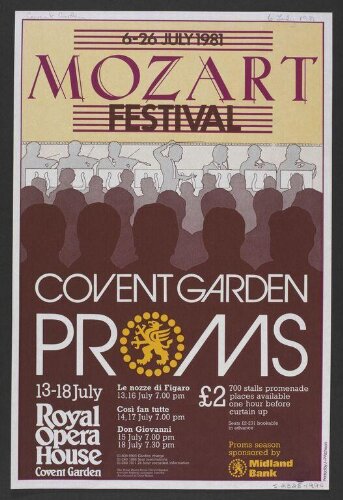 6-26 JULY 1981
MOZART
FESTIVAL
COVENT GARDEN
PROMS
13-18 July
Royal
Opera
House
Covent Garden
Le nozze di Figaro
13,16 July 7.00 pm
Così fan tutte
14,17 July 7.00 pm
Don Giovanni
15 July 7.00 pm
18 July 7.30 pm
£2
700 stalls promenade
places available
one hour before
curtain up
in advance
Proms season
sponsored by
Midland
Bank